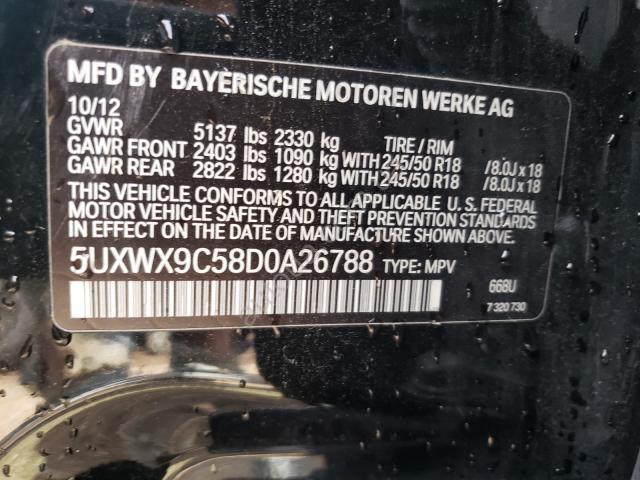 MFD BY BAYERISCHE MOTOREN WERKE AG
10/12
GVWR 5137 lbs 2330 kg TIRE / RIM
GAWR FRONT 2403 lbs 1090 kg WITH 245/50 R18 /8.0J x 18
GAWR REAR 2822 lbs 1280 kg WITH 245/50 R18 /8.0J x 18
THIS VEHICLE CONFORMS TO ALL APPLICABLE U. S. FEDERAL
MOTOR VEHICLE SAFETY AND THEFT PREVENTION STANDARDS
IN EFFECT ON THE DATE OF MANUFACTURE SHOWN ABOVE.
5UXWX9C58D0A26788 TYPE: MPV
668U
7 320 730